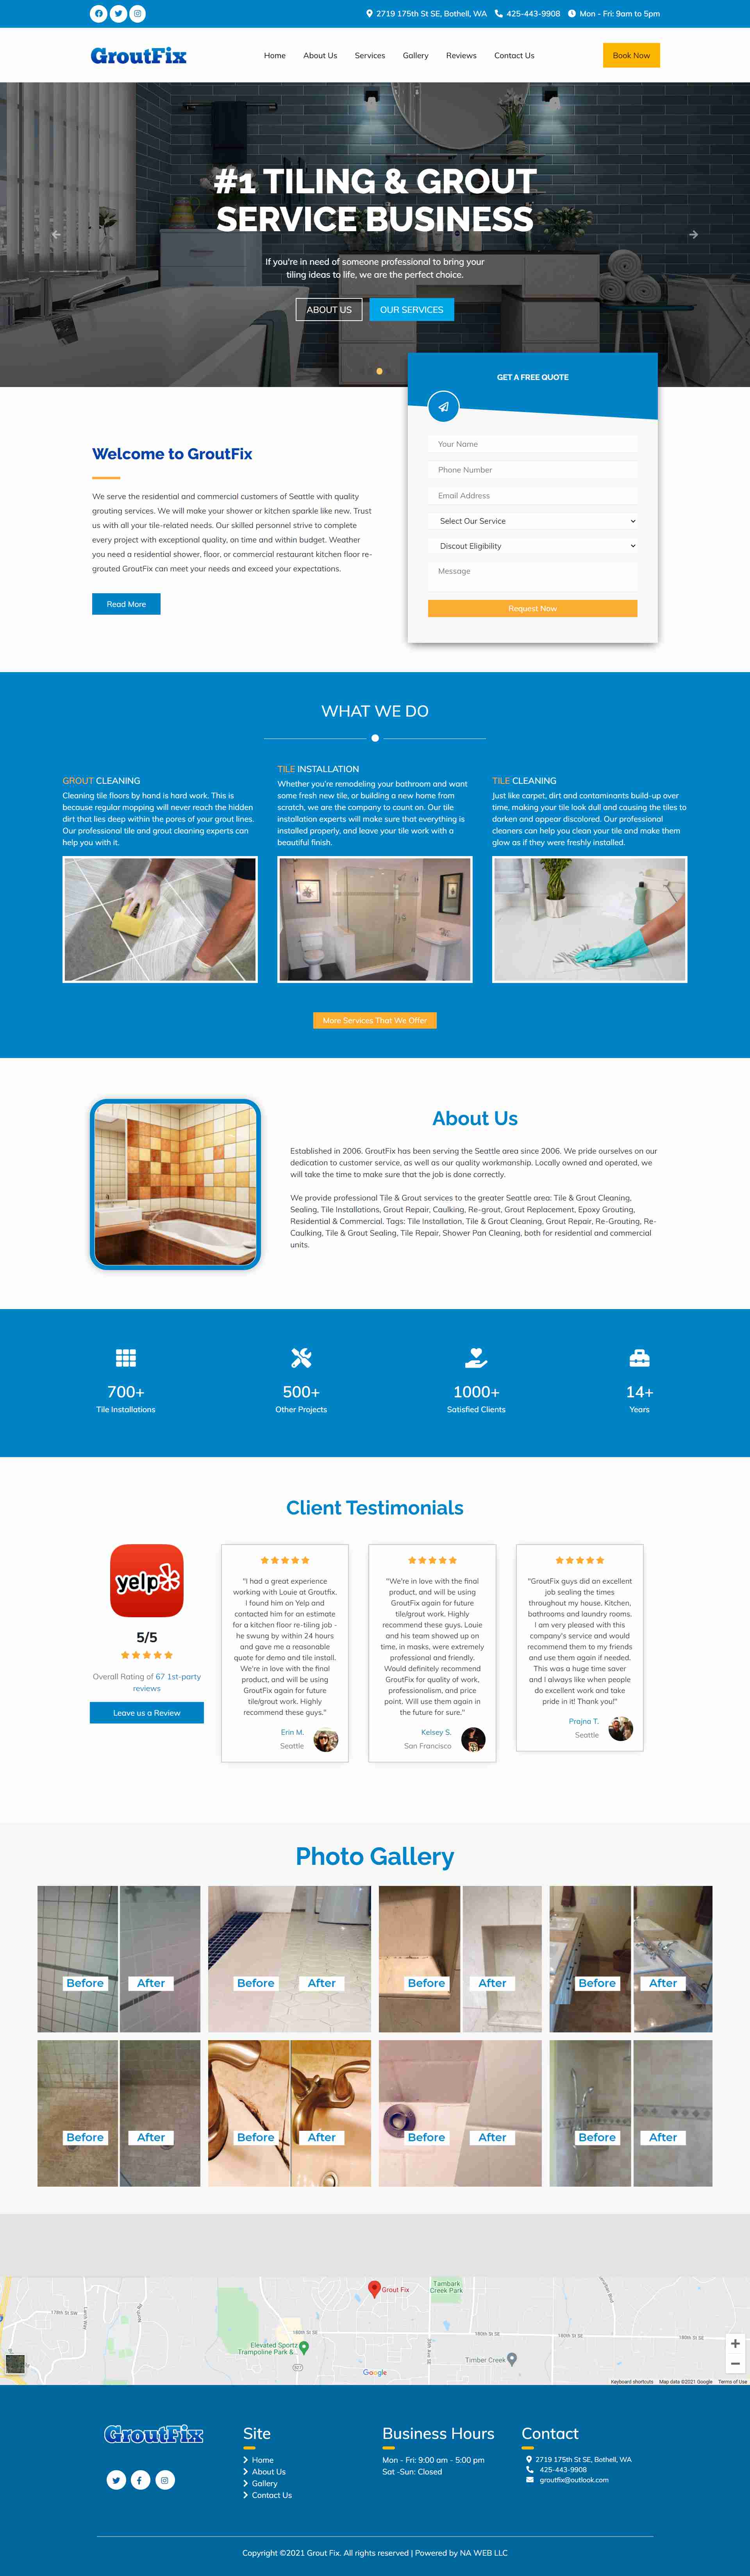 2719 175th St SE, Bothell, WA 425-443-9908 Mon - Fri: 9am to 5pm
GroutFix
Home About Us Services Gallery Reviews Contact Us
Book Now
#1 TILING & GROUT
SERVICE BUSINESS
If you're in need of someone professional to bring your
tiling ideas to life, we are the perfect choice.
ABOUT US OUR SERVICES
GET A FREE QUOTE
Your Name
Phone Number
Email Address
Select Our Service
Discout Eligibility
Message
Request Now
Welcome to GroutFix
We serve the residential and commercial customers of Seattle with quality
grouting services. We will make your shower or kitchen sparkle like new. Trust
us with all your tile-related needs. Our skilled personnel strive to complete
every project with exceptional quality, on time and within budget. Weather
you need a residential shower, floor, or commercial restaurant kitchen floor re-
grouted GroutFix can meet your needs and exceed your expectations.
Read More
WHAT WE DO
GROUT CLEANING
Cleaning tile floors by hand is hard work. This is
because regular mopping will never reach the hidden
dirt that lies deep within the pores of your grout lines.
Our professional tile and grout cleaning experts can
help you with it.
TILE INSTALLATION
Whether you're remodeling your bathroom and want
some fresh new tile, or building a new home from
scratch, we are the company to count on. Our tile
installation experts will make sure that everything is
installed properly, and leave your tile work with a
beautiful finish.
TILE CLEANING
Just like carpet, dirt and contaminants build-up over
time, making your tile look dull and causing the tiles to
darken and appear discolored. Our professional
cleaners can help you clean your tile and make them
glow as if they were freshly installed.
More Services That We Offer
About Us
Established in 2006. GroutFix has been serving the Seattle area since 2006. We pride ourselves on our
dedication to customer service, as well as our quality workmanship. Locally owned and operated, we
will take the time to make sure that the job is done correctly.
We provide professional Tile & Grout services to the greater Seattle area: Tile & Grout Cleaning,
Sealing, Tile Installations, Grout Repair, Caulking, Re-grout, Grout Replacement, Epoxy Grouting,
Residential & Commercial. Tags: Tile Installation, Tile & Grout Cleaning, Grout Repair, Re-Grouting, Re-
Caulking, Tile & Grout Sealing, Tile Repair, Shower Pan Cleaning, both for residential and commercial
units.
700+ 500+ 1000+ 14+
Tile Installations Other Projects Satisfied Clients Years
Client Testimonials
yelp
5/5
Overall Rating of 67 1st-party
reviews
Leave us a Review
"I had a great experience
working with Louie at Groutfix.
I found him on Yelp and
contacted him for an estimate
for a kitchen floor re-tiling job -
he swung by within 24 hours
and gave me a reasonable
quote for demo and tile install.
We're in love with the final
product, and will be using
GroutFix again for future
tile/grout work. Highly
recommend these guys."
Erin M.
Seattle
"We're in love with the final
product, and will be using
GroutFix again for future
tile/grout work. Highly
recommend these guys. Louie
and his team showed up on
time, in masks, were extremely
professional and friendly.
Would definitely recommend
GroutFix for quality of work,
professionalism, and price
point. Will use them again in
the future for sure."
Kelsey S.
San Francisco
"GroutFix guys did an excellent
job sealing the times
throughout my house. Kitchen,
bathrooms and laundry rooms.
I am very pleased with this
company's service and would
recommend them to my friends
and use them again if needed.
This was a huge time saver
and I always like when people
do excellent work and take
pride in it! Thank you!"
Prajna T.
Seattle
Photo Gallery
Before After Before After Before After Before After
Before After Before After Before After Before After
Tambark
Creek Park
Grout Fix
178th St SW
180th St SE 180th St SE 180th St SE 180th St SE
Elevated Sportz
Trampoline Park &
Timber Creek
527
Google
Keyboard shortcuts Map data ©2021 Google Terms of Use
GroutFix
Site
Home
About Us
Gallery
Contact Us
Business Hours
Mon - Fri: 9:00 am - 5:00 pm
Sat -Sun: Closed
Contact
2719 175th St SE, Bothell, WA
425-443-9908
groutfix@outlook.com
Copyright ©2021 Grout Fix. All rights reserved | Powered by NA WEB LLC